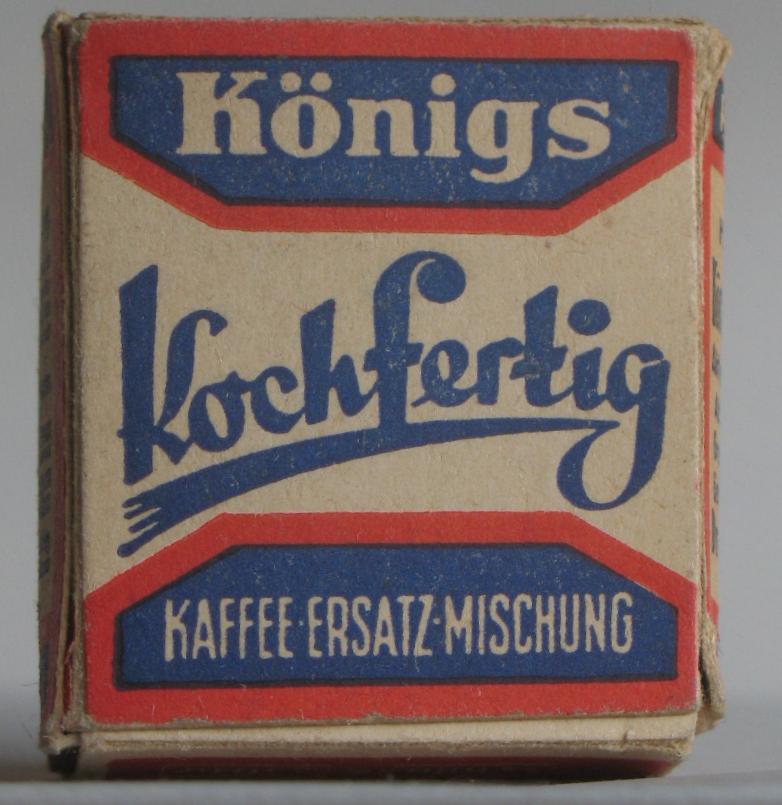 Königs
Kochfertig
KAFFEE-ERSATZ-MISCHUNG